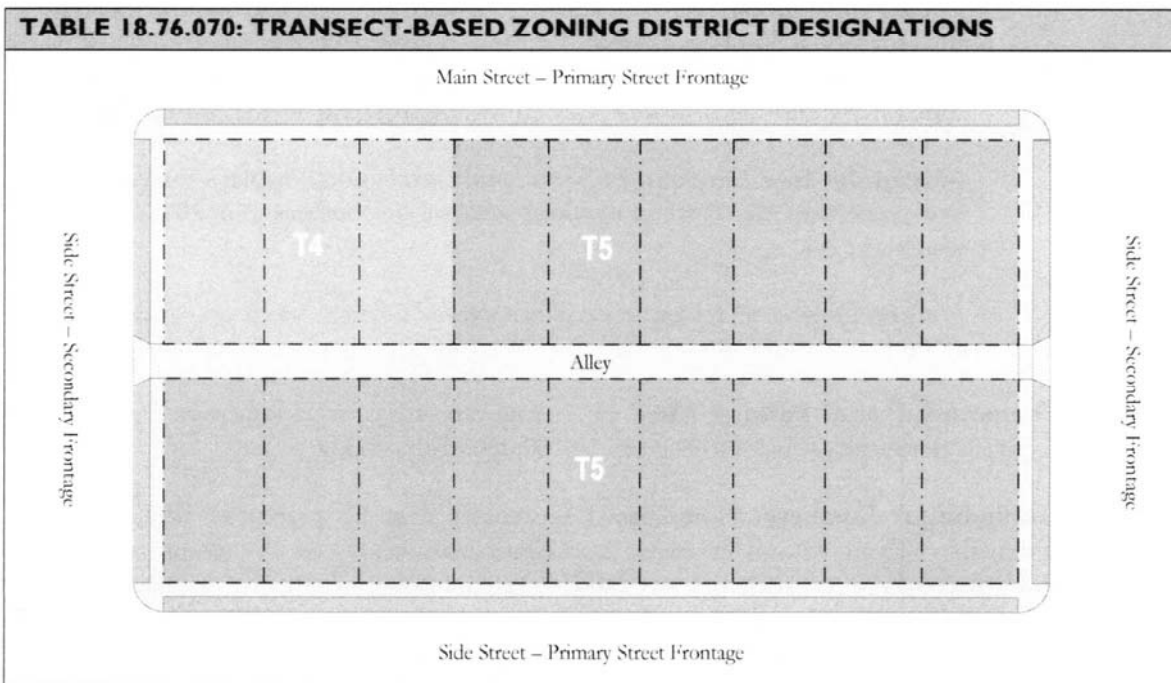 TABLE 18.76.070: TRANSECT-BASED ZONING DISTRICT DESIGNATIONS
Main Street – Primary Street Frontage
Side Street – Secondary Frontage
T4
T5
Side Street – Secondary Frontage
Alley
T5
Side Street – Primary Street Frontage